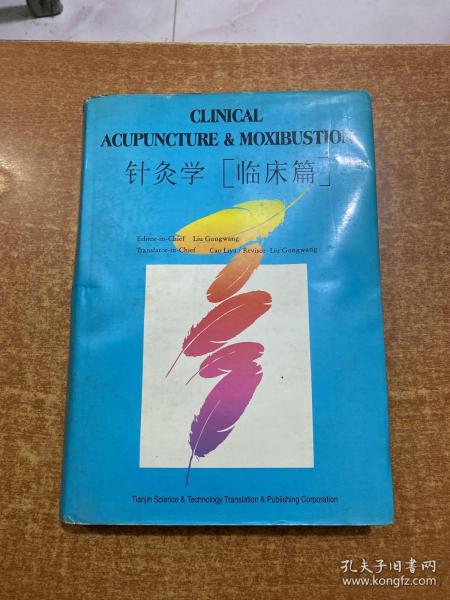 CLINICAL
ACUPUNCTURE & MOXIBUSTION
针灸学［临床篇］
Editor-in-Chief Liu Gongwang
Translator-in-Chief Cao Liya / Revisor Liu Gongwang
Tianjin Science & Technology Translation & Publishing Corporation
孔夫子旧书网
www.kongfz.com